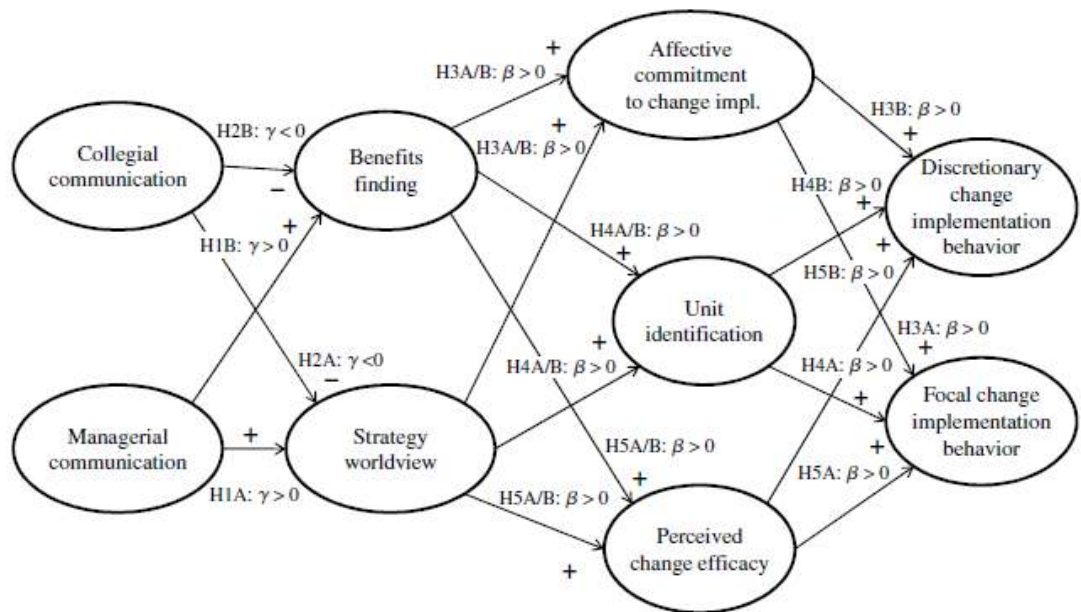 Affective
commitment
to change impl.
H3A/B: β > 0
+
H3B: β > 0
+
H2B: γ < 0
−
Collegial
communication
Benefits
finding
+
H3A/B: β > 0
H4B: β > 0
+
Discretionary
change
implementation
behavior
+
H1B: γ > 0
H4A/B: β > 0
+
+
H5B: β > 0
Unit
identification
H3A: β > 0
+
H2A: γ <0
−
+
H4A/B: β > 0
H4A: β > 0
+
Managerial
communication
+
H1A: γ > 0
Strategy
worldview
Focal change
implementation
behavior
H5A/B: β > 0
+
+
H5A: β > 0
H5A/B: β > 0
+
Perceived
change efficacy